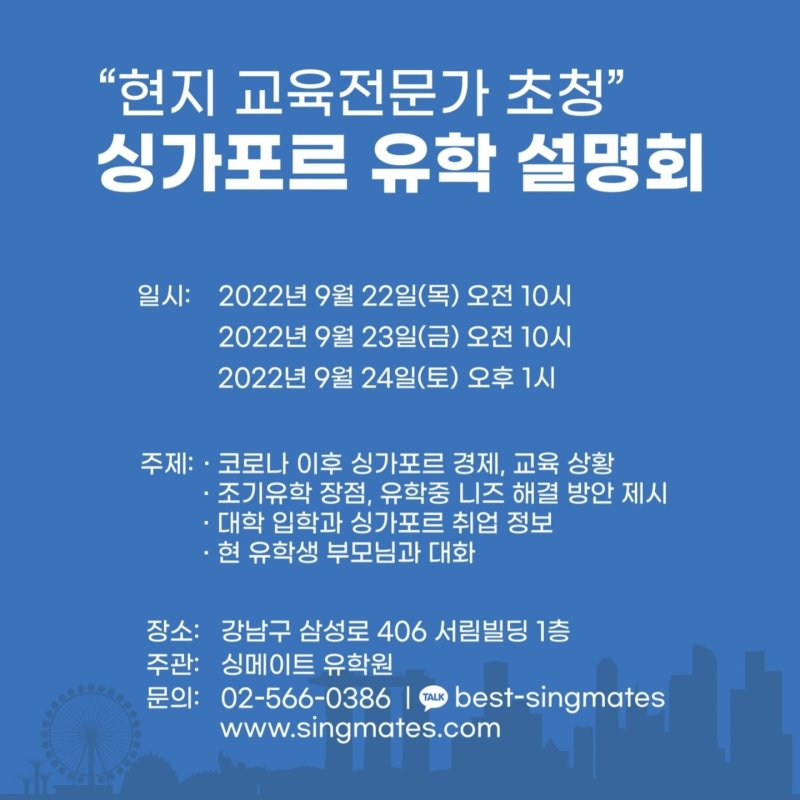 “현지 교육전문가 초청”
싱가포르 유학 설명회
일시: 2022년 9월 22일(목) 오전 10시
2022년 9월 23일(금) 오전 10시
2022년 9월 24일(토) 오후 1시
주제: · 코로나 이후 싱가포르 경제, 교육 상황
· 조기유학 장점, 유학중 니즈 해결 방안 제시
· 대학 입학과 싱가포르 취업 정보
· 현 유학생 부모님과 대화
장소: 강남구 삼성로 406 서림빌딩 1층
주관: 싱메이트 유학원
문의: 02-566-0386 | TALK best-singmates
www.singmates.com